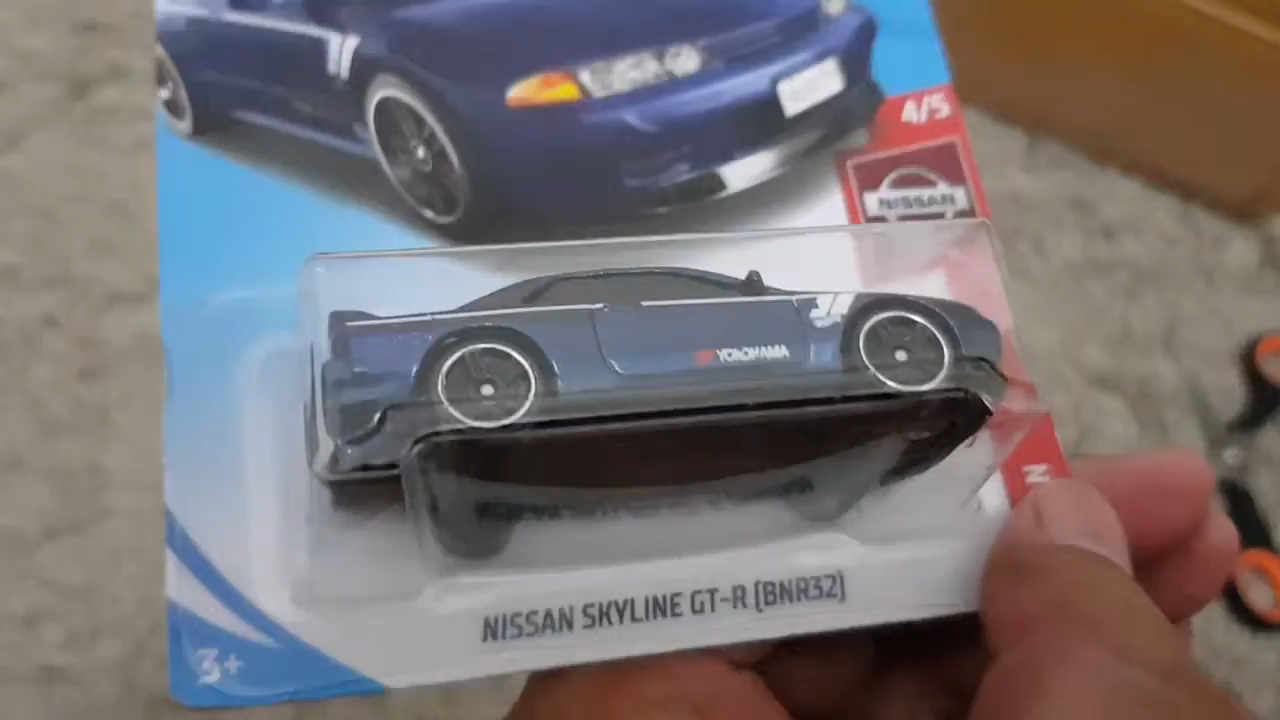 4/5
NISSAN
YOKOHAMA
N
NISSAN SKYLINE GT-R (BNR32)
3+